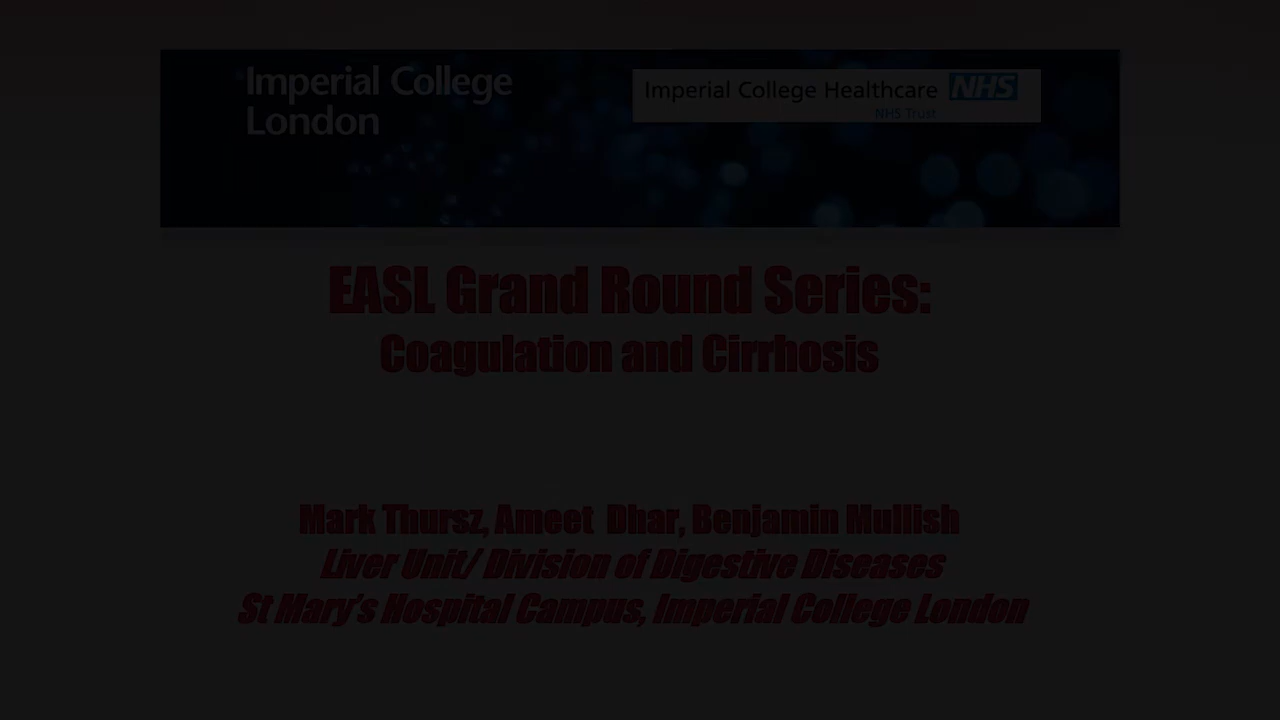 Imperial College
London
Imperial College Healthcare NHS
NHS Trust
EASL Grand Round Series:
Coagulation and Cirrhosis
Mark Thursz, Ameet Dhar, Benjamin Mullish
Liver Unit/ Division of Digestive Diseases
St Mary's Hospital Campus, Imperial College London